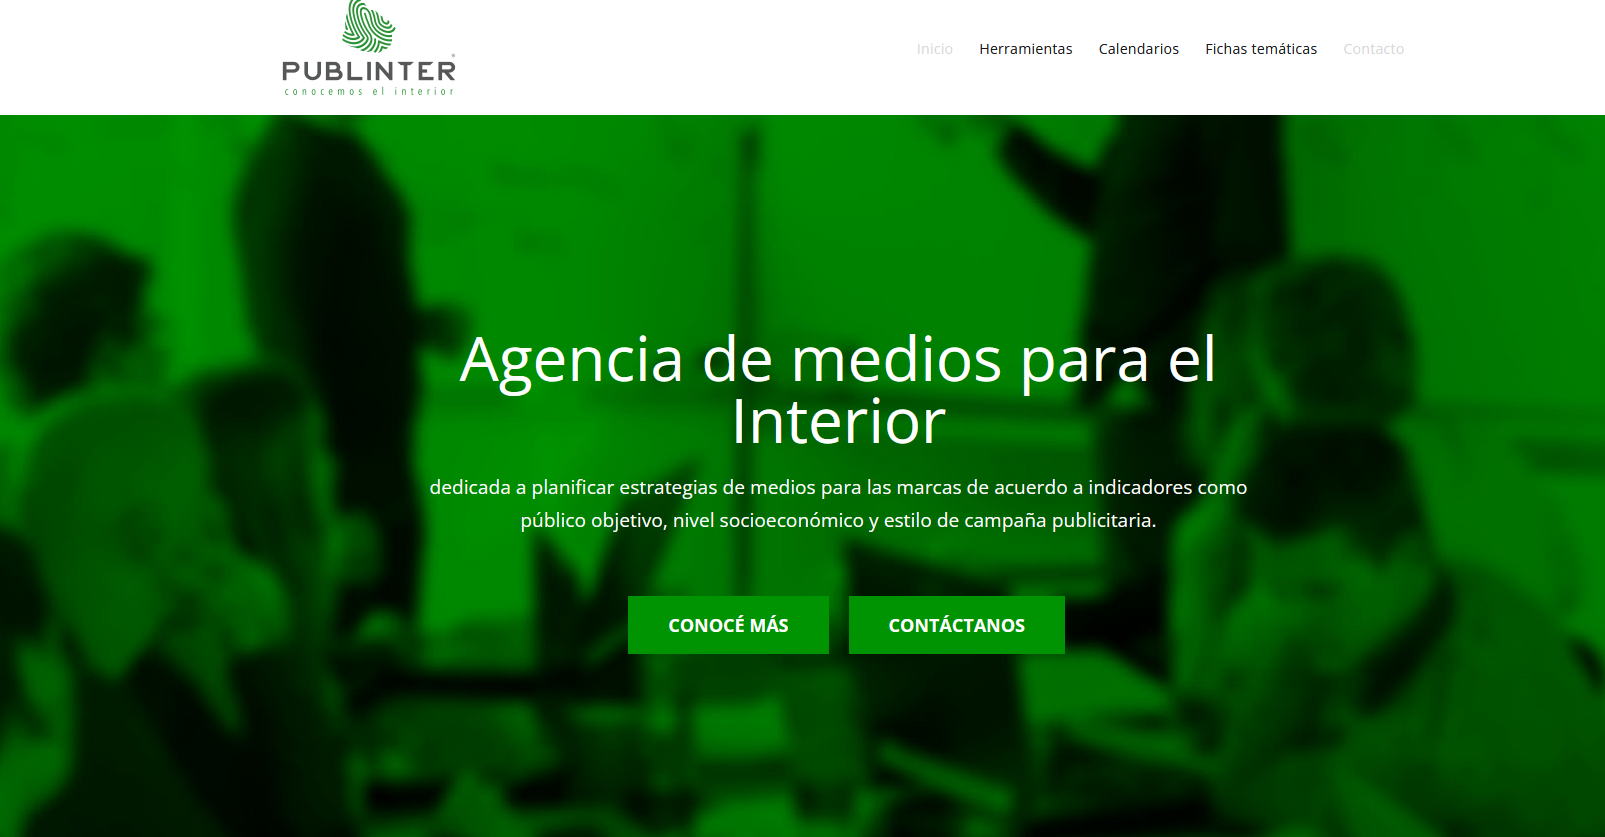 PUBLINTER
conocemos el interior
Inicio Herramientas Calendarios Fichas temáticas Contacto
Agencia de medios para el
Interior
dedicada a planificar estrategias de medios para las marcas de acuerdo a indicadores como
público objetivo, nivel socioeconómico y estilo de campaña publicitaria.
CONOCÉ MÁS CONTÁCTANOS